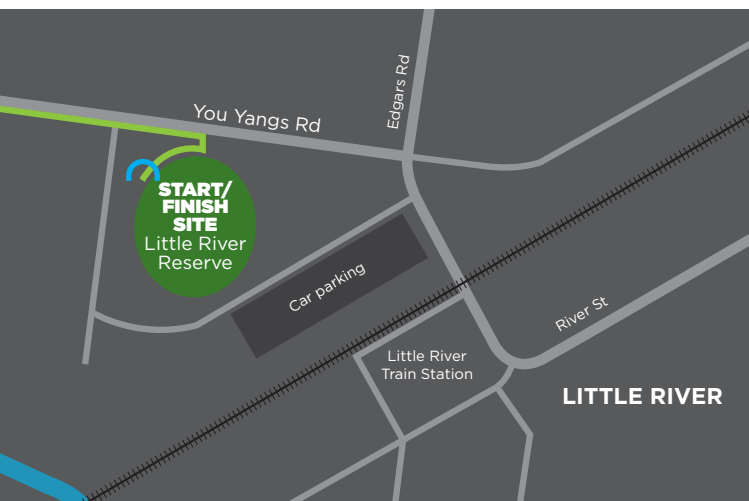 Edgars Rd
You Yangs Rd
START/
FINISH
SITE
Little River
Reserve
Car parking
River St
Little River
Train Station
LITTLE RIVER